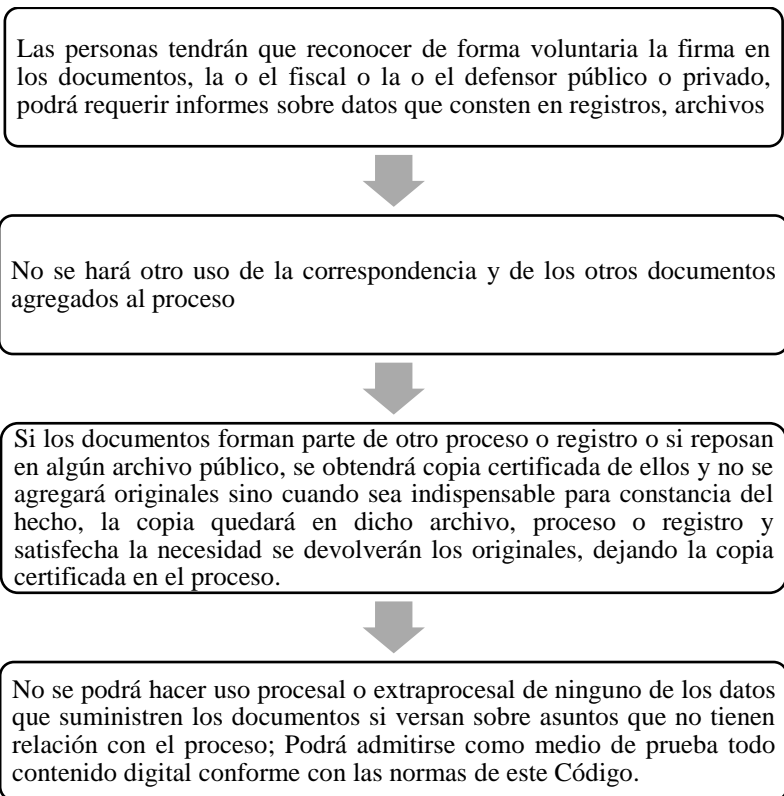 Las personas tendrán que reconocer de forma voluntaria la firma en
los documentos, la o el fiscal o la o el defensor público o privado,
podrá requerir informes sobre datos que consten en registros, archivos
No se hará otro uso de la correspondencia y de los otros documentos
agregados al proceso
Si los documentos forman parte de otro proceso o registro o si reposan
en algún archivo público, se obtendrá copia certificada de ellos y no se
agregará originales sino cuando sea indispensable para constancia del
hecho, la copia quedará en dicho archivo, proceso o registro y
satisfecha la necesidad se devolverán los originales, dejando la copia
certificada en el proceso.
No se podrá hacer uso procesal o extraprocesal de ninguno de los datos
que suministren los documentos si versan sobre asuntos que no tienen
relación con el proceso; Podrá admitirse como medio de prueba todo
contenido digital conforme con las normas de este Código.